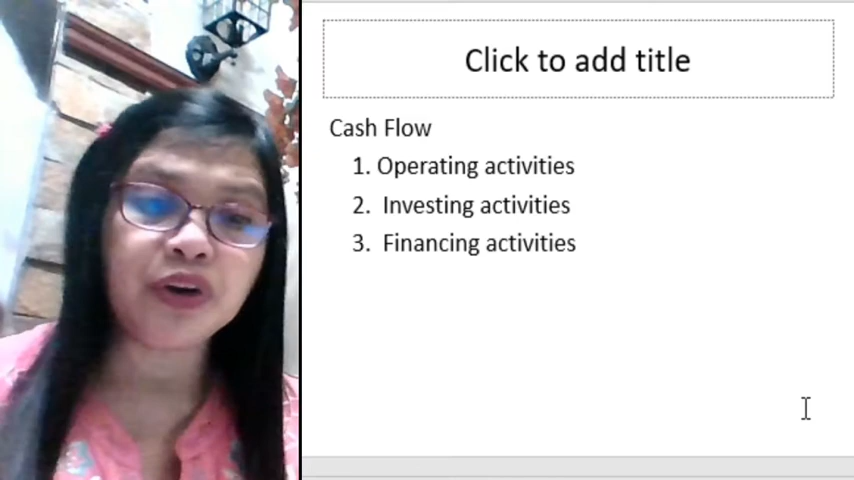 Click to add title
Cash Flow
1. Operating activities
2. Investing activities
3. Financing activities